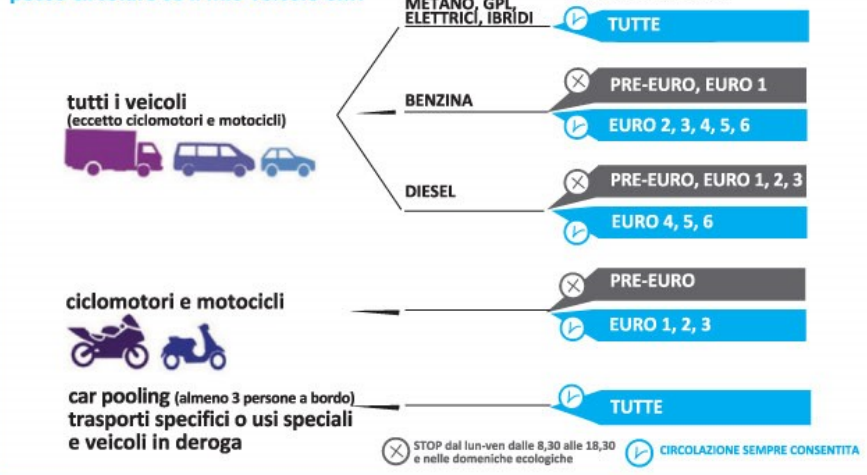 METANO, GPL,
ELETTRICI, IBRIDI
TUTTE
tutti i veicoli
(eccetto ciclomotori e motocicli)
BENZINA
PRE-EURO, EURO 1
EURO 2, 3, 4, 5, 6
DIESEL
PRE-EURO, EURO 1, 2, 3
EURO 4, 5, 6
ciclomotori e motocicli
PRE-EURO
EURO 1, 2, 3
car pooling (almeno 3 persone a bordo)
trasporti specifici o usi speciali
e veicoli in deroga
TUTTE
STOP dal lun-ven dalle 8,30 alle 18,30
e nelle domeniche ecologiche
CIRCOLAZIONE SEMPRE CONSENTITA